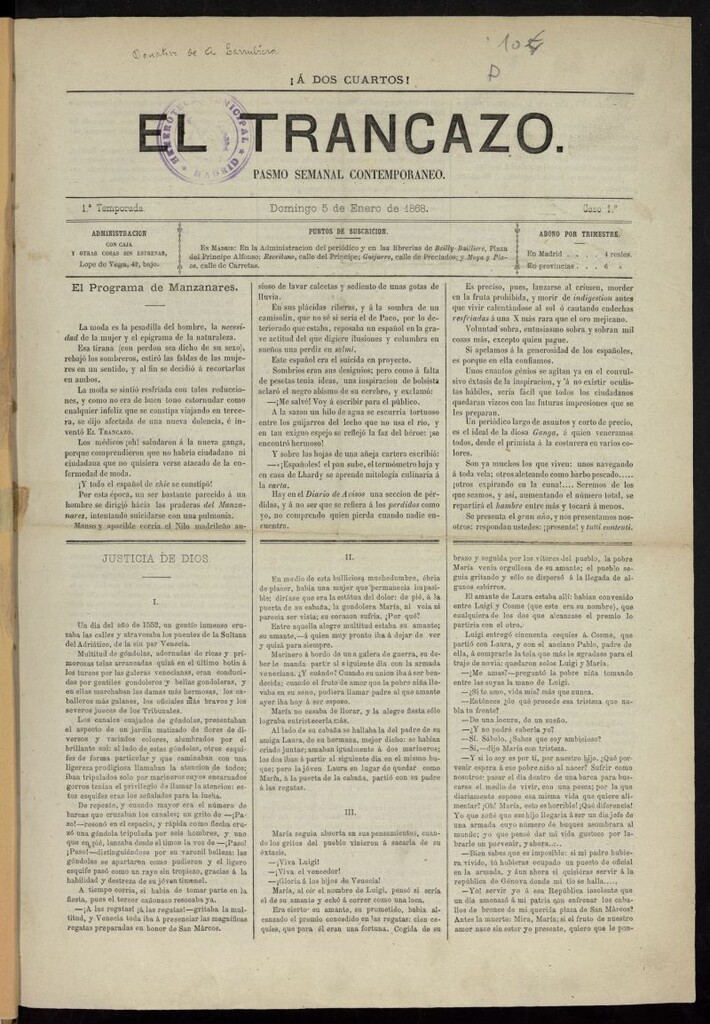 Donativo de A Larrubiera
10
P
¡Á DOS CUARTOS!
EL TRANCAZO.
HEMEROTECA MUNICIPAL
MADRID
PASMO SEMANAL CONTEMPORANEO.
1.ª Temporada.
Domingo 5 de Enero de 1868.
Caso 1.º
ADMINISTRACION
CON CAJA
Y OTRAS COSAS SIN ESTRENAR,
Lope de Vega, 49, bajo.
PUNTOS DE SUSCRICION.
En Madrid: En la Administracion del periódico y en las librerías de Bailly-Bailliere, Plaza
del Príncipe Alfonso; Escribano, calle del Príncipe; Guijarro, calle de Preciados; y Moya y Pla-
za, calle de Carretas.
ABONO POR TRIMESTRE.
En Madrid . . . . 4 reales.
En provincias . . . 6 »
El Programa de Manzanares.
La moda es la pesadilla del hombre, la necesi-
dad de la mujer y el epígrama de la naturaleza.
Esa tirana (con perdon sea dicho de su sexo),
rebajó los sombreros, estiró las faldas de las muje-
res en un sentido, y al fin se decidió á recortarlas
en ambos.
La moda se sintió resfriada con tales reduccio-
nes, y como no era de buen tono estornudar como
cualquier infeliz que se constipa viajando en terce-
ra, se dijo afectada de una nueva dolencia, é in-
ventó El Trancazo.
Los médicos ¡oh! saludaron á la nueva ganga,
porque comprendieron que no habria ciudadano ni
ciudadana que no quisiera verse atacado de la en-
fermedad de moda.
¡Y todo el español de chic se constipó!
Por esta época, un ser bastante parecido á un
hombre se dirigió hácia las praderas del Manza-
nares, intentando suicidarse con una pulmonía.
Manso y apacible corria el Nilo madrileño an-
sioso de lavar calcetas y sediento de unas gotas de
lluvia.
En sus plácidas riberas, y á la sombra de un
camisolin, que no sé si seria el de Paco, por lo de-
teriorado que estaba, reposaba un español en la gra-
ve actitud del que digiere ilusiones y columbra en
sueños una perdiz en salmi.
Este español era el suicida en proyecto.
Sombríos eran sus designios; pero como á falta
de pesetas tenia ideas, una inspiracion de bolsista
aclaró el negro abismo de su cerebro, y exclamó:
—¡Me salvé! Voy á escribir para el público.
A la sazon un hilo de agua se escurria tortuoso
entre los guijarros del lecho que no usa el rio, y
en tan exiguo espejo se reflejó la faz del héroe: ¡se
encontró hermoso!
Y sobre las hojas de una añeja cartera escribió:
—¡Españoles! el pan sube, el termómetro baja y
en casa de Lhardy se aprende mitología culinaria á
la carta.
Hay en el Diario de Avisos una seccion de pér-
didas, y á no ser que se refiera á los perdidos como
yo, no comprendo quien pierda cuando nadie en-
cuentra.
Es preciso, pues, lanzarse al crímen, morder
en la fruta prohibida, y morir de indigestion antes
que vivir calentándose al sol ó cautando endechas
resfriadas á una X más rara que el oro mejicano.
Voluntad sobra, entusiasmo sobra y sobran mil
cosas más, excepto quien pague.
Si apelamos á la generosidad de los españoles,
es porque en ella confiamos.
Unos cuantos génios se agitan ya en el convul-
sivo éxtasis de la inspiracion, y á no existir oculis-
tas hábiles, seria fácil que todos los ciudadanos
quedaran vizcos con las futuras impresiones que se
les preparan.
Un periódico largo de asuntos y corto de precio,
es el ideal de la diosa Ganga, á quien veneramos
todos, desde el primista á la costurera en varios co-
lores.
Son ya muchos los que viven: unos navegando
á toda vela; otros aleteando como barbo pescado.....
¡otros expirando en la cuna!.... Seremos de los
que seamos, y así, aumentando el número total, se
repartirá el hambre entre más y tocará á menos.
Se presenta el gran año, y nos presentamos nos-
otros: respondan ustedes: ¡presente! y tutti contenti.
JUSTICIA DE DIOS
I.
Un dia del año de 1552, un gentío inmenso cru-
zaba las calles y atravesaba los puentes de la Sultana
del Adriático, de la sin par Venecia.
Multitud de góndolas, adornadas de ricas y pri-
morosas telas arrancadas quizá en el último botin á
los turcos por las galeras venecianas, eran conduci-
das por gentiles gondoleros y bellas gondoleras, y
en ellas marchaban las damas más hermosas, los ca-
balleros más galanes, los oficiales más bravos y los
severos jueces de los Tribunales.
Los canales cuajados de góndolas, presentaban
el aspecto de un jardin matizado de flores de di-
versos y variados colores, alumbrados por el
brillante sol: al lado de estas góndolas, otros esqui-
fes de forma particular y que caminaban con una
ligereza prodigiosa llamaban la atencion de todos;
iban tripulados solo por marineros cuyos encarnados
gorros tenian el privilegio de llamar la atencion: es-
tos esquifes eran los señalados para la lucha.
De repente, y cuando mayor era el número de
barcas que cruzaban los canales; un grito de —¡Pa-
so!—resonó en el espacio, y rápida como flecha cru-
zó una góndola tripulada por seis hombres, y uno
que en pié, lanzaba desde el timon la voz de —¡Paso!
¡Paso!—distinguiéndose por su varonil belleza: las
góndolas se apartaron como pudieron y el ligero
esquife pasó como un rayo sin tropiezo, gracias á la
habilidad y destreza de su jóven timonel.
A tiempo corria, si habia de tomar parte en la
fiesta, pues el tercer cañonazo resonaba ya.
—¡A las regatas! ¡á las regatas!—gritaba la mul-
titud, y Venecia toda iba á presenciar las magníficas
regatas preparadas en honor de San Márcos.
II.
En medio de esta bulliciosa muchedumbre, ébria
de placer, habia una mujer que permanecia impasi-
ble; diríase que era la estátua del dolor: de pié, á la
puerta de su cabaña, la gondolera María, ni veia ni
parecia ser vista; su corazon sufria. ¿Por qué?
Entre aquella alegre multitud estaba su amante;
su amante,—á quien muy pronto iba á dejar de ver
y quizá para siempre.
Marinero á bordo de una galera de guerra, su de-
ber le manda partir al siguiente dia con la armada
veneciana. ¡Y cuándo! Cuando su union iba á ser ben-
decida; cuando el fruto de amor que la pobre niña lle-
vaba en su seno, pudiera llamar padre al que amante
ayer iba hoy á ser esposo.
María no cesaba de llorar, y la alegre fiesta sólo
lograba entristecerla más.
Al lado de su cabaña se hallaba la del padre de su
amiga Laura, de su amor, mejor dicho: se habian
criado juntas; amaban igualmente á dos marineros;
los dos iban á partir al siguiente dia en el mismo bu-
que; pero la jóven Laura en lugar de quedar como
María, á la puerta de la cabaña, partió con su padre á
las regatas.
III.
María seguia absorta en sus pensamientos, cuan-
do los gritos del pueblo vinieron á sacarla de su
éxtasis.
—¡Viva Luigi!
—¡Viva el vencedor!
—¡Gloria á los hijos de Venecia!
María, al oir el nombre de Luigi, pensó si seria
el de su amante y echó á correr como una loca.
Era cierto: su amante, su prometido, habia al-
canzado el premio concedido en las regatas; cien ce-
quíes, que para él eran una fortuna. Cogida de su
brazo y seguida por los vítores del pueblo, la pobre
María venia orgullosa de su amante; el pueblo se-
guia gritando y sólo se dispersó á la llegada de
algunos esbirros.
El amante de Laura estaba allí: habian convenido
entre Luigi y Cosme (que este era su nombre), que
cualquiera de los dos que alcanzase el premio lo
partiria con el otro.
Luigi entregó cincuenta cequíes á Cosme, que
partió con Laura, y con el anciano Pablo, padre de
ella, á comprarle la tela que más la agradase para el
traje de novia: quedaron solos Luigi y María.
—¿Me amas?—preguntó la pobre niña tomando
entre las suyas la mano de Luigi.
—¿Si te amo, vida mia? más que nunca.
—Entónces ¿de qué procede esa tristeza que nu-
bla tu frente?
—De una locura, de un sueño.
—¿Y no podré saberla yo?
—Sí. Sábelo. ¿Sabes que soy ambicioso?
—Sí,—dijo María con tristeza.
—Y si lo soy es por tí, por nuestro hijo. ¿Qué por-
venir espera á ese pobre niño al nacer? Sufrir como
nosotros: pasar el dia dentro de una barca para bus-
carse el medio de vivir, con una pesca; por la que
diariamente expone esa misma vida que quiere ali-
mentar? ¡Oh! María, esto es horrible! ¡Qué diferencia!
Yo que soñé que ese hijo llegaria á ser un dia jefe de
una armada cuyo número de buques asombrara al
mundo; yo que pensé dar mi vida gustoso por la-
brarle un porvenir, y ahora....
—Bien sabes que es imposible: si mi padre hubie-
ra vivido, tú hubieras ocupado un puesto de oficial
en la armada, y áun ahora si quisieras servir á la
república de Génova donde mi tio se halla.....
—¡Yo! servir yo á esa República insolente que
un dia amenazó á mi patria con enfrenar los caba-
llos de bronce de mi querida plaza de San Márcos?
Antes la muerte: Mira, María; si el fruto de nuestro
amor nace sin estar yo presente, quiero que le pon-